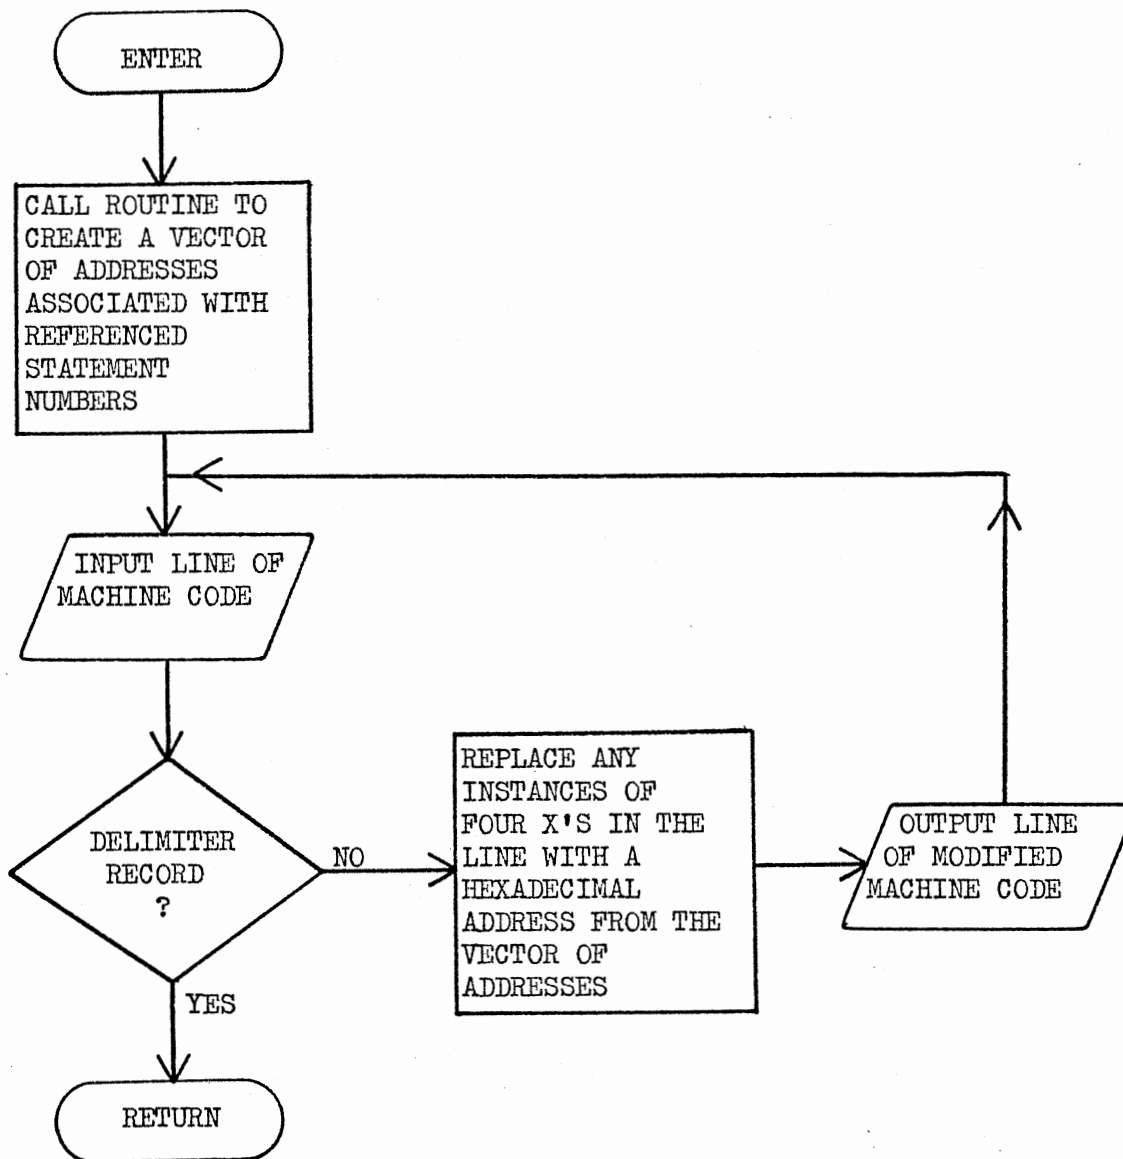 ENTER
CALL ROUTINE TO
CREATE A VECTOR
OF ADDRESSES
ASSOCIATED WITH
REFERENCED
STATEMENT
NUMBERS
INPUT LINE OF
MACHINE CODE
DELIMITER
RECORD
?
NO
REPLACE ANY
INSTANCES OF
FOUR X'S IN THE
LINE WITH A
HEXADECIMAL
ADDRESS FROM THE
VECTOR OF
ADDRESSES
OUTPUT LINE
OF MODIFIED
MACHINE CODE
YES
RETURN